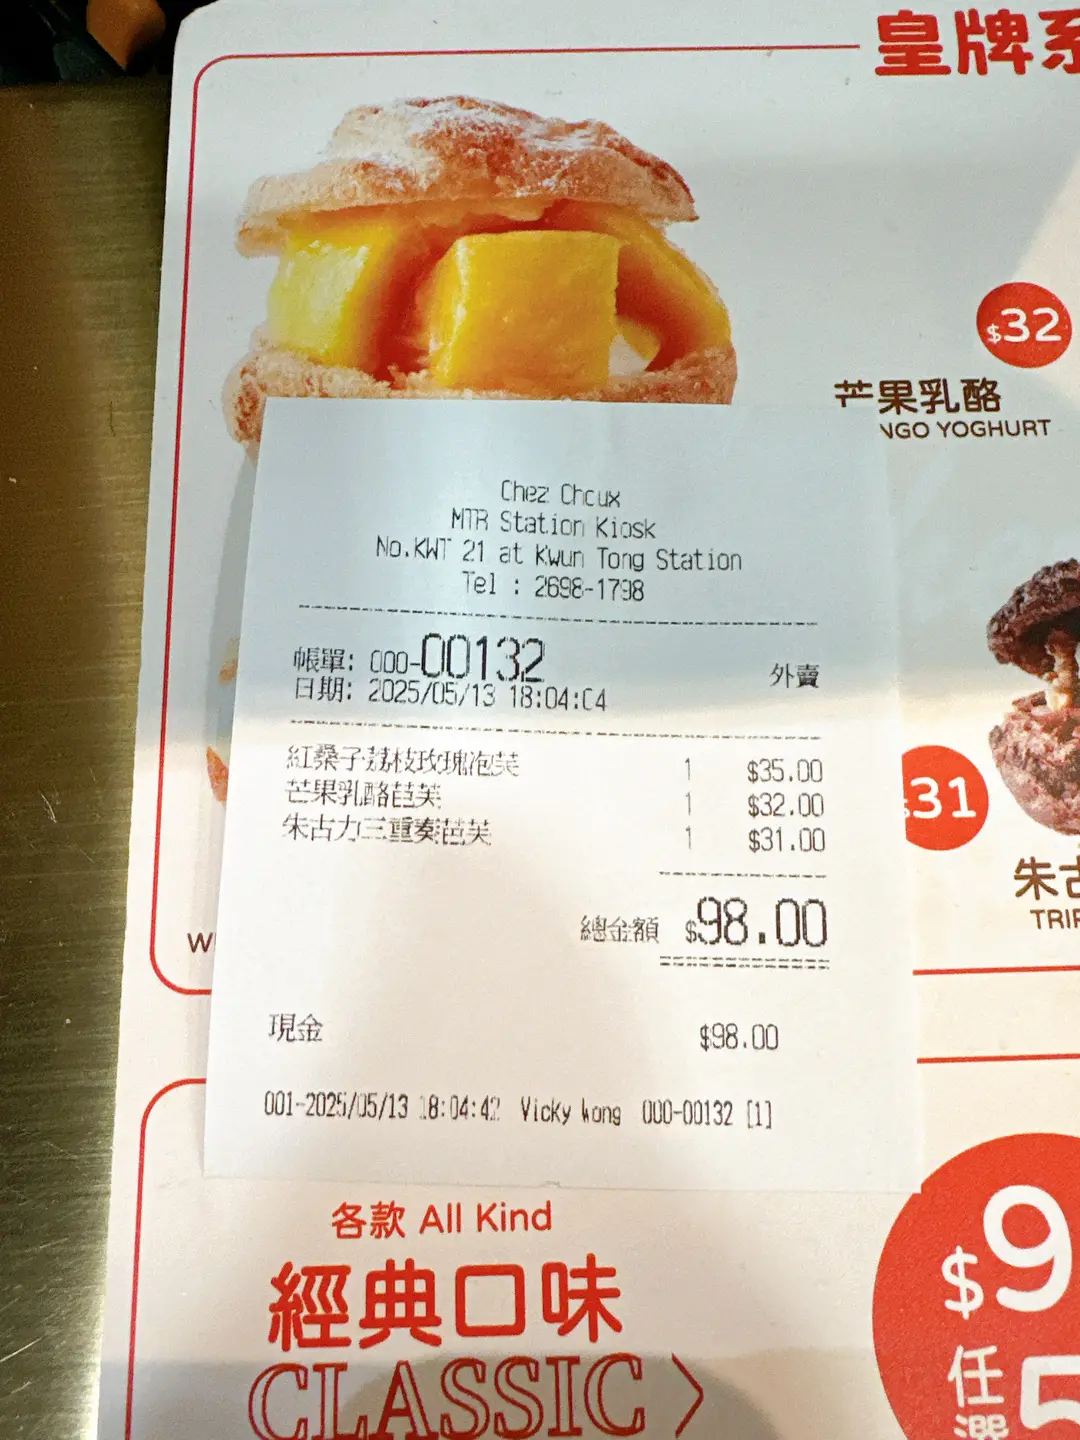 皇牌系
$32
芒果乳酪
NGO YOGHURT
Chez Choux
MTR Station Kiosk
No.KWT 21 at Kwun Tong Station
Tel : 2698-1798
帳單: 000-00132
外賣
日期: 2025/05/13 18:04:04
紅桑子荔枝玫瑰泡芙 1 $35.00
芒果乳酪芭芙 1 $32.00
朱古力三重奏芭芙 1 $31.00
總金額 $98.00
現金 $98.00
001-2025/05/13 18:04:42 Vicky Wong 000-00132 [1]
$31
朱古
TRIP
W
各款 All Kind
經典口味
CLASSIC
$9
任選 5